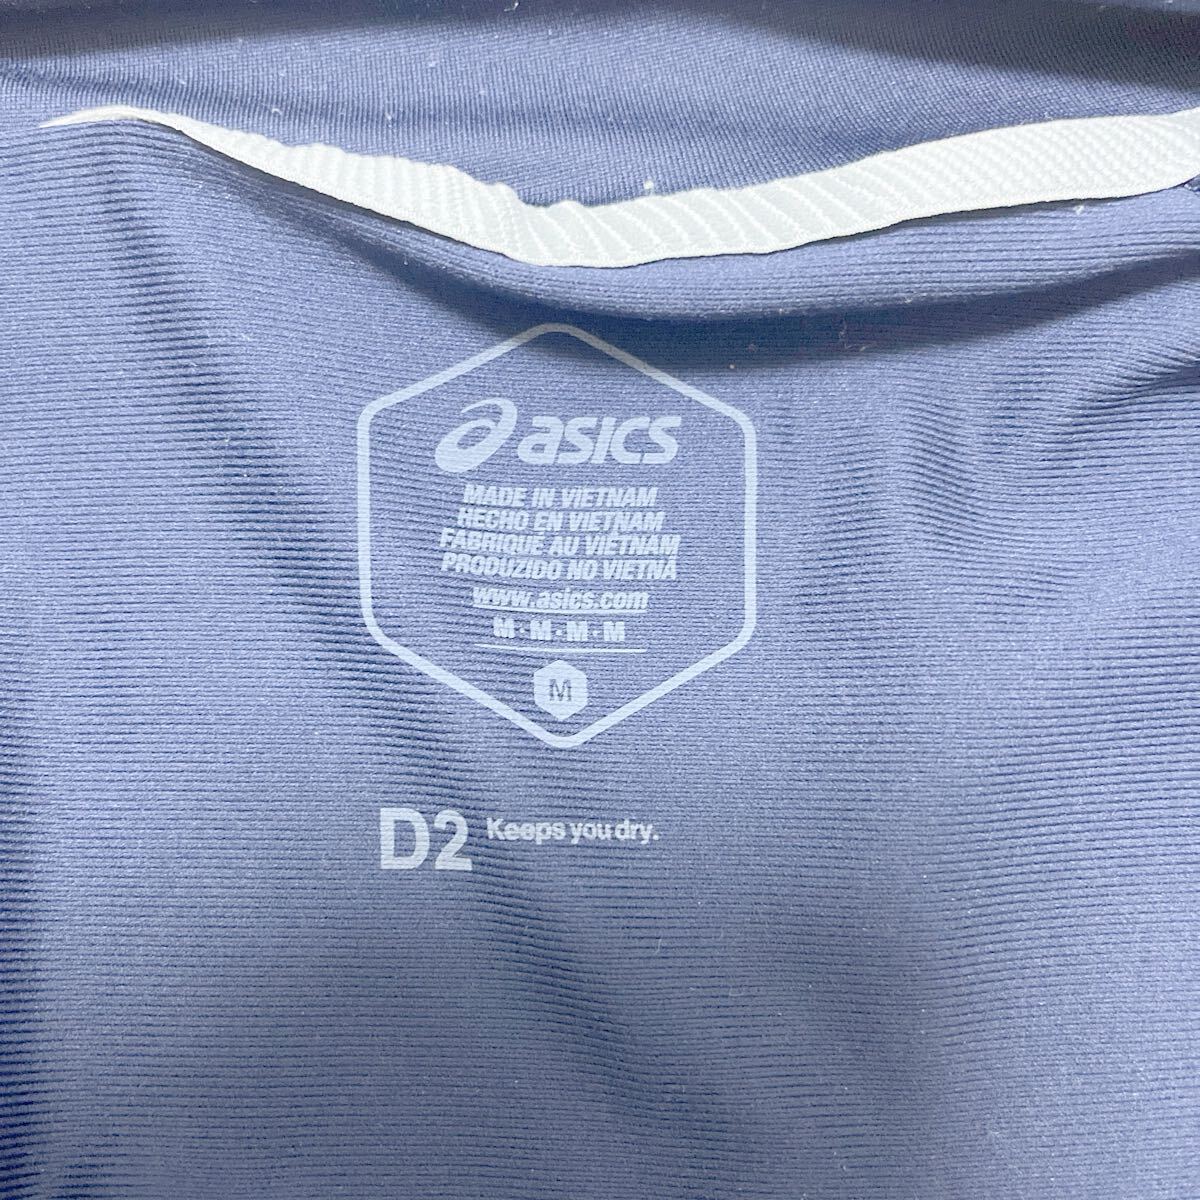 asics
MADE IN VIETNAM
HECHO EN VIETNAM
FABRIQUÉ AU VIETNAM
PRODUZIDO NO VIETNÃ
www.asics.com
M·M·M·M
M
D2 Keeps you dry.